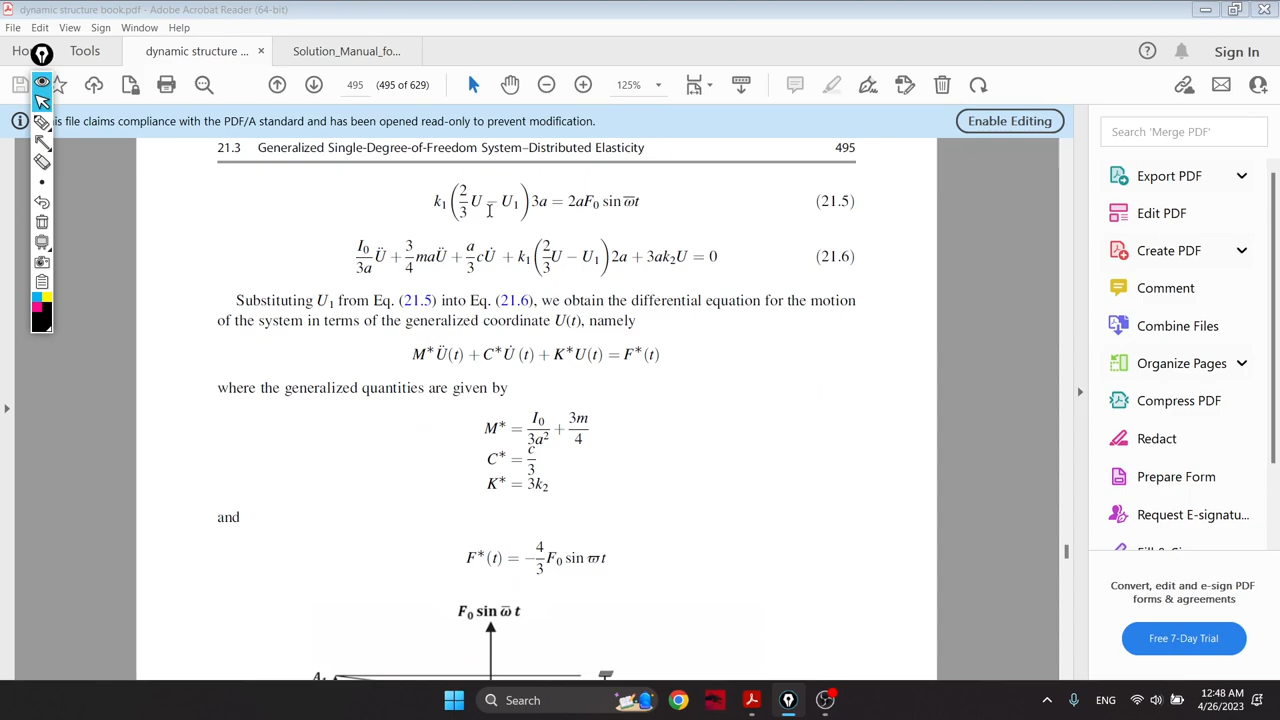 dynamic structure book.pdf - Adobe Acrobat Reader (64-bit)
File Edit View Sign Window Help
Ho Tools dynamic structure ... × Solution_Manual_fo... Sign In
495 (495 of 629) 125%
is file claims compliance with the PDF/A standard and has been opened read-only to prevent modification. Enable Editing
Search 'Merge PDF'
21.3 Generalized Single-Degree-of-Freedom System–Distributed Elasticity 495
k₁(2/3 U − U₁)3a = 2aF₀ sin ω̅t (21.5)
I₀/3a Ü + 3/4 maÜ + a/3 cU̇ + k₁(2/3 U − U₁)2a + 3ak₂U = 0 (21.6)
Substituting U₁ from Eq. (21.5) into Eq. (21.6), we obtain the differential equation for the motion
of the system in terms of the generalized coordinate U(t), namely
M*Ü(t) + C*U̇ (t) + K*U(t) = F*(t)
where the generalized quantities are given by
M* = I₀/3a² + 3m/4
C* = c/3
K* = 3k₂
and
F*(t) = −4/3 F₀ sin ϖ t
F₀ sin ω̅ t
A₁
Export PDF
Edit PDF
Create PDF
Comment
Combine Files
Organize Pages
Compress PDF
Redact
Prepare Form
Request E-signatu...
Convert, edit and e-sign PDF
forms & agreements
Free 7-Day Trial
Search
ENG
12:48 AM
4/26/2023